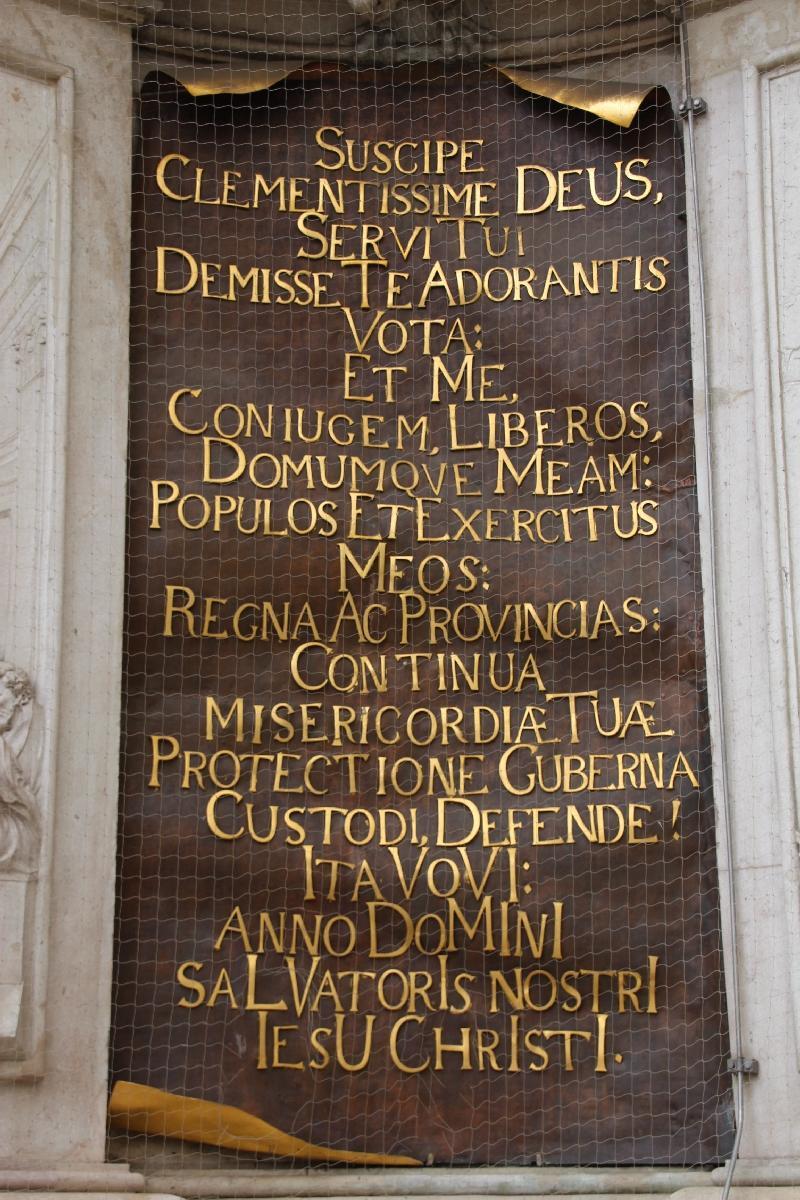 SUSCIPE
CLEMENTISSIME DEUS,
SERVI TUI
DEMISSE TE ADORANTIS
VOTA:
ET ME,
CONIUGEM, LIBEROS,
DOMUMQVE MEAM:
POPULOS ET EXERCITUS
MEOS:
REGNA AC PROVINCIAS:
CONTINUA
MISERICORDIÆ TUÆ
PROTECTIONE GUBERNA
CUSTODI, DEFENDE!
ITA VOVI:
ANNO DOMINI
SALVATORIS NOSTRI
IESU CHRISTI.